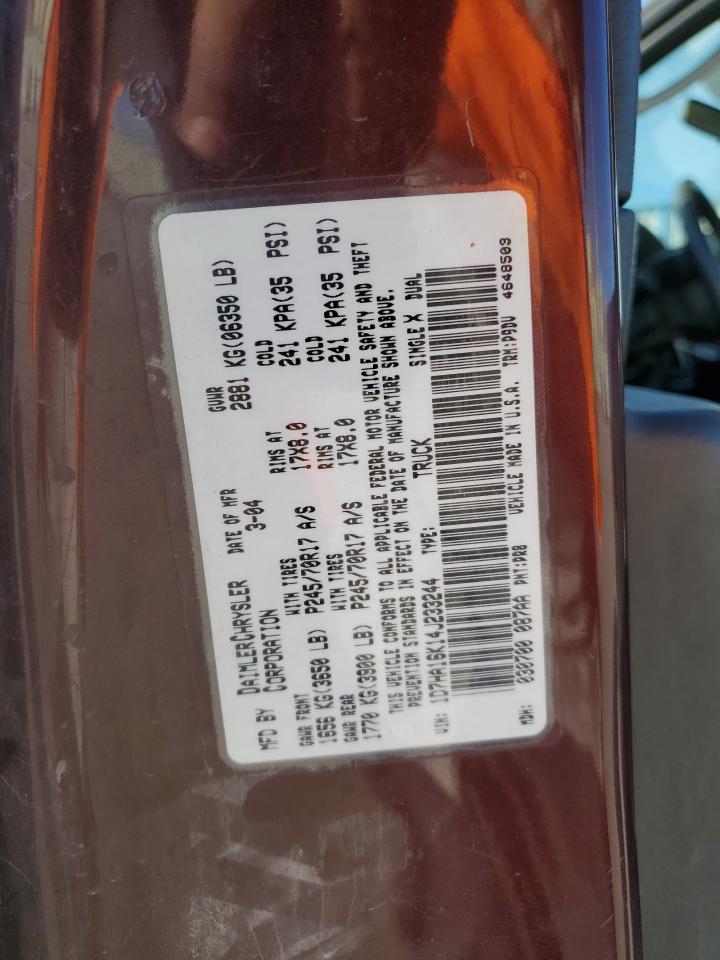 MFD BY DAIMLERCHRYSLER CORPORATION DATE OF MFR 3-04 GVWR 2881 KG(06350 LB)
GAWR FRONT WITH TIRES RIMS AT COLD
1656 KG(3650 LB) P245/70R17 A/S 17X8.0 241 KPA(35 PSI)
GAWR REAR WITH TIRES RIMS AT COLD
1770 KG(3900 LB) P245/70R17 A/S 17X8.0 241 KPA(35 PSI)
THIS VEHICLE CONFORMS TO ALL APPLICABLE FEDERAL MOTOR VEHICLE SAFETY AND THEFT
PREVENTION STANDARDS IN EFFECT ON THE DATE OF MANUFACTURE SHOWN ABOVE.
VIN: 1D7HA16K14J233244 TYPE: TRUCK SINGLE X DUAL
MDH: 030700 087AA PNT:PR8 VEHICLE MADE IN U.S.A. TRM:P9DV 4648509